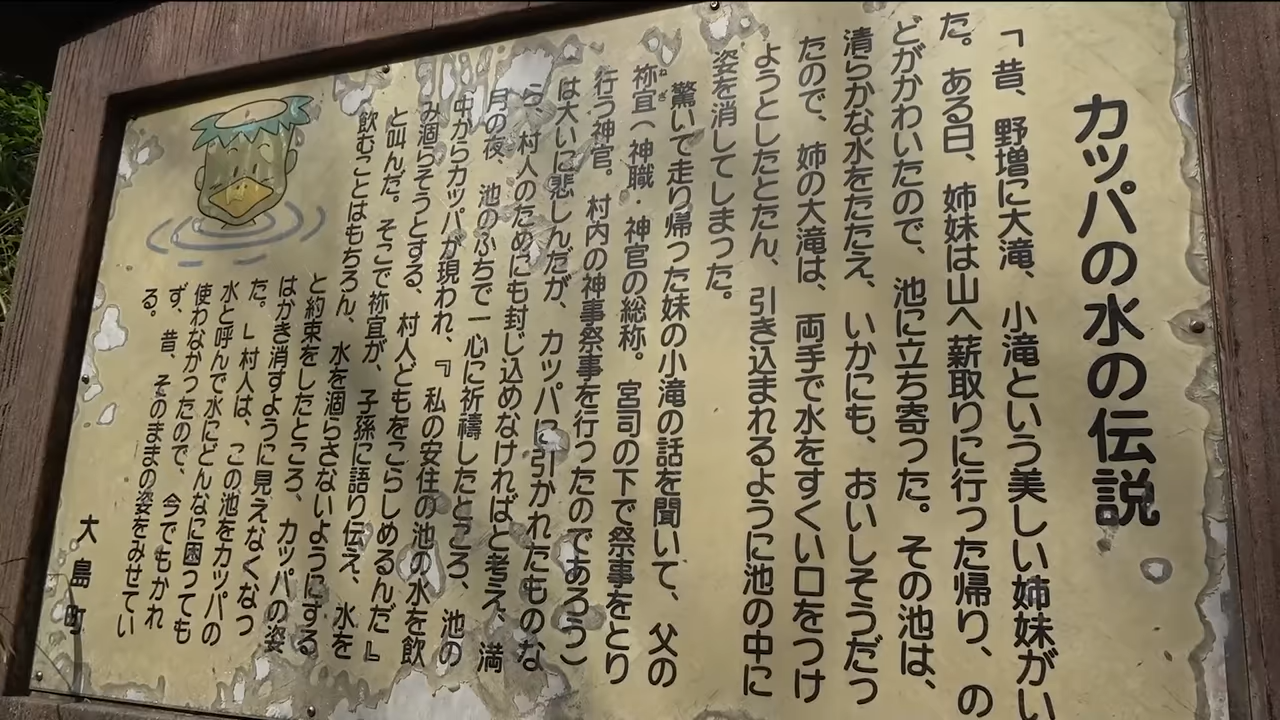 カッパの水の伝説
「昔、野増に大滝、小滝という美しい姉妹がい
た。ある日、姉妹は山へ薪取りに行った帰り、の
どがかわいたので、池に立ち寄った。その池は、
清らかな水をたたえ、いかにも、おいしそうだっ
たので、姉の大滝は、両手で水をすくい口をつけ
ようとしたとたん、引き込まれるように池の中に
姿を消してしまった。
驚いて走り帰った妹の小滝の話を聞いて、父の
祢宜（神職・神官の総称。宮司の下で祭事をとり
ねぎ
行う神官。村内の神事祭事を行ったのであろう）
は大いに悲しんだが、カッパに引かれたものな
ら、村人のためにも封じ込めなければと考え、満
月の夜、池のふちで一心に祈禱したところ、池の
中からカッパが現われ、『私の安住の池の水を飲
み涸らそうとする、村人どもをこらしめるんだ』
と叫んだ。そこで祢宜が、子孫に語り伝え、水を
飲むことはもちろん、水を涸らさないようにする
と約束をしたところ、カッパの姿
はかき消すように見えなくなっ
た。」村人は、この池をカッパの
水と呼んで水にどんなに困っても
使わなかったので、今でもかれ
ず、昔、そのままの姿をみせてい
る。
大島町